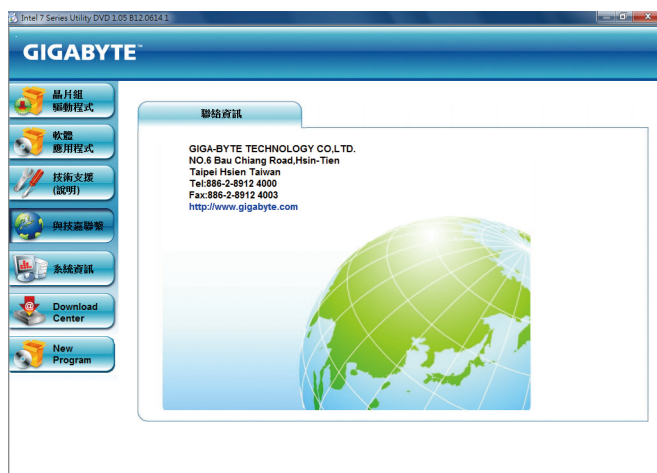 Intel 7 Series Utility DVD 1.05 B12.0614.1
GIGABYTE™
晶片組
驅動程式
軟體
應用程式
技術支援
(說明)
與技嘉聯繫
系統資訊
Download
Center
New
Program
聯絡資訊
GIGA-BYTE TECHNOLOGY CO,LTD.
NO.6 Bau Chiang Road,Hsin-Tien
Taipei Hsien Taiwan
Tel:886-2-8912 4000
Fax:886-2-8912 4003
http://www.gigabyte.com